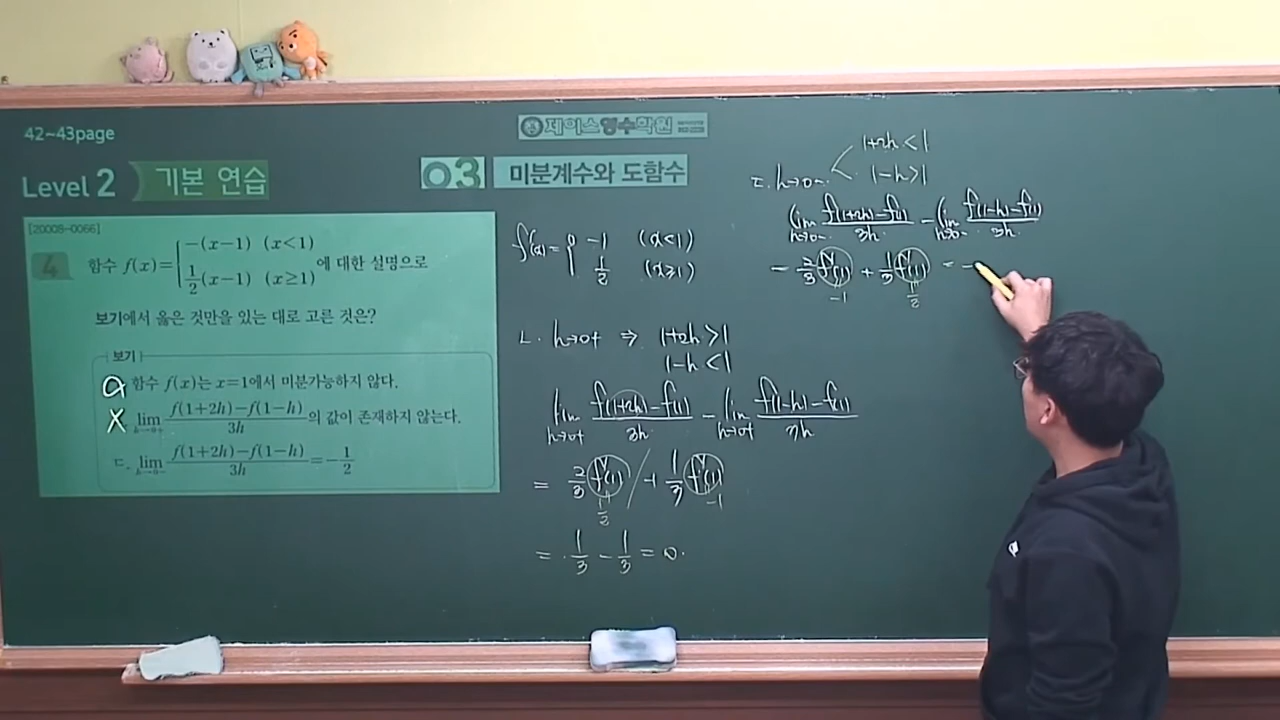 42~43page
제이스영수학원
Level 2 기본 연습
03 미분계수와 도함수
[20008-0066]
4
함수 f(x)= { -(x-1) (x<1)
1/2(x-1) (x≥1) 에 대한 설명으로
보기에서 옳은 것만을 있는 대로 고른 것은?
보기
함수 f(x)는 x=1에서 미분가능하지 않다.
X lim h→0+ f(1+2h)-f(1-h)/3h 의 값이 존재하지 않는다.
ㄷ. lim h→0- f(1+2h)-f(1-h)/3h = -1/2
f'(x)= { -1 (x<1)
1/2 (x≥1)
ㄴ. h→0+ ⇒ 1+2h>1
1-h<1
lim h→0+ f(1+2h)-f(1)/3h - lim h→0+ f(1-h)-f(1)/3h
= 2/3 f'(1) + 1/3 f'(1)
1/2 -1
= 1/3 - 1/3 = 0.
ㄷ. h→0-. 1+2h<1
1-h>1
lim h→0- f(1+2h)-f(1)/3h - lim h→0- f(1-h)-f(1)/3h
= 2/3 f'(1) + 1/3 f'(1) = -
-1 1/2